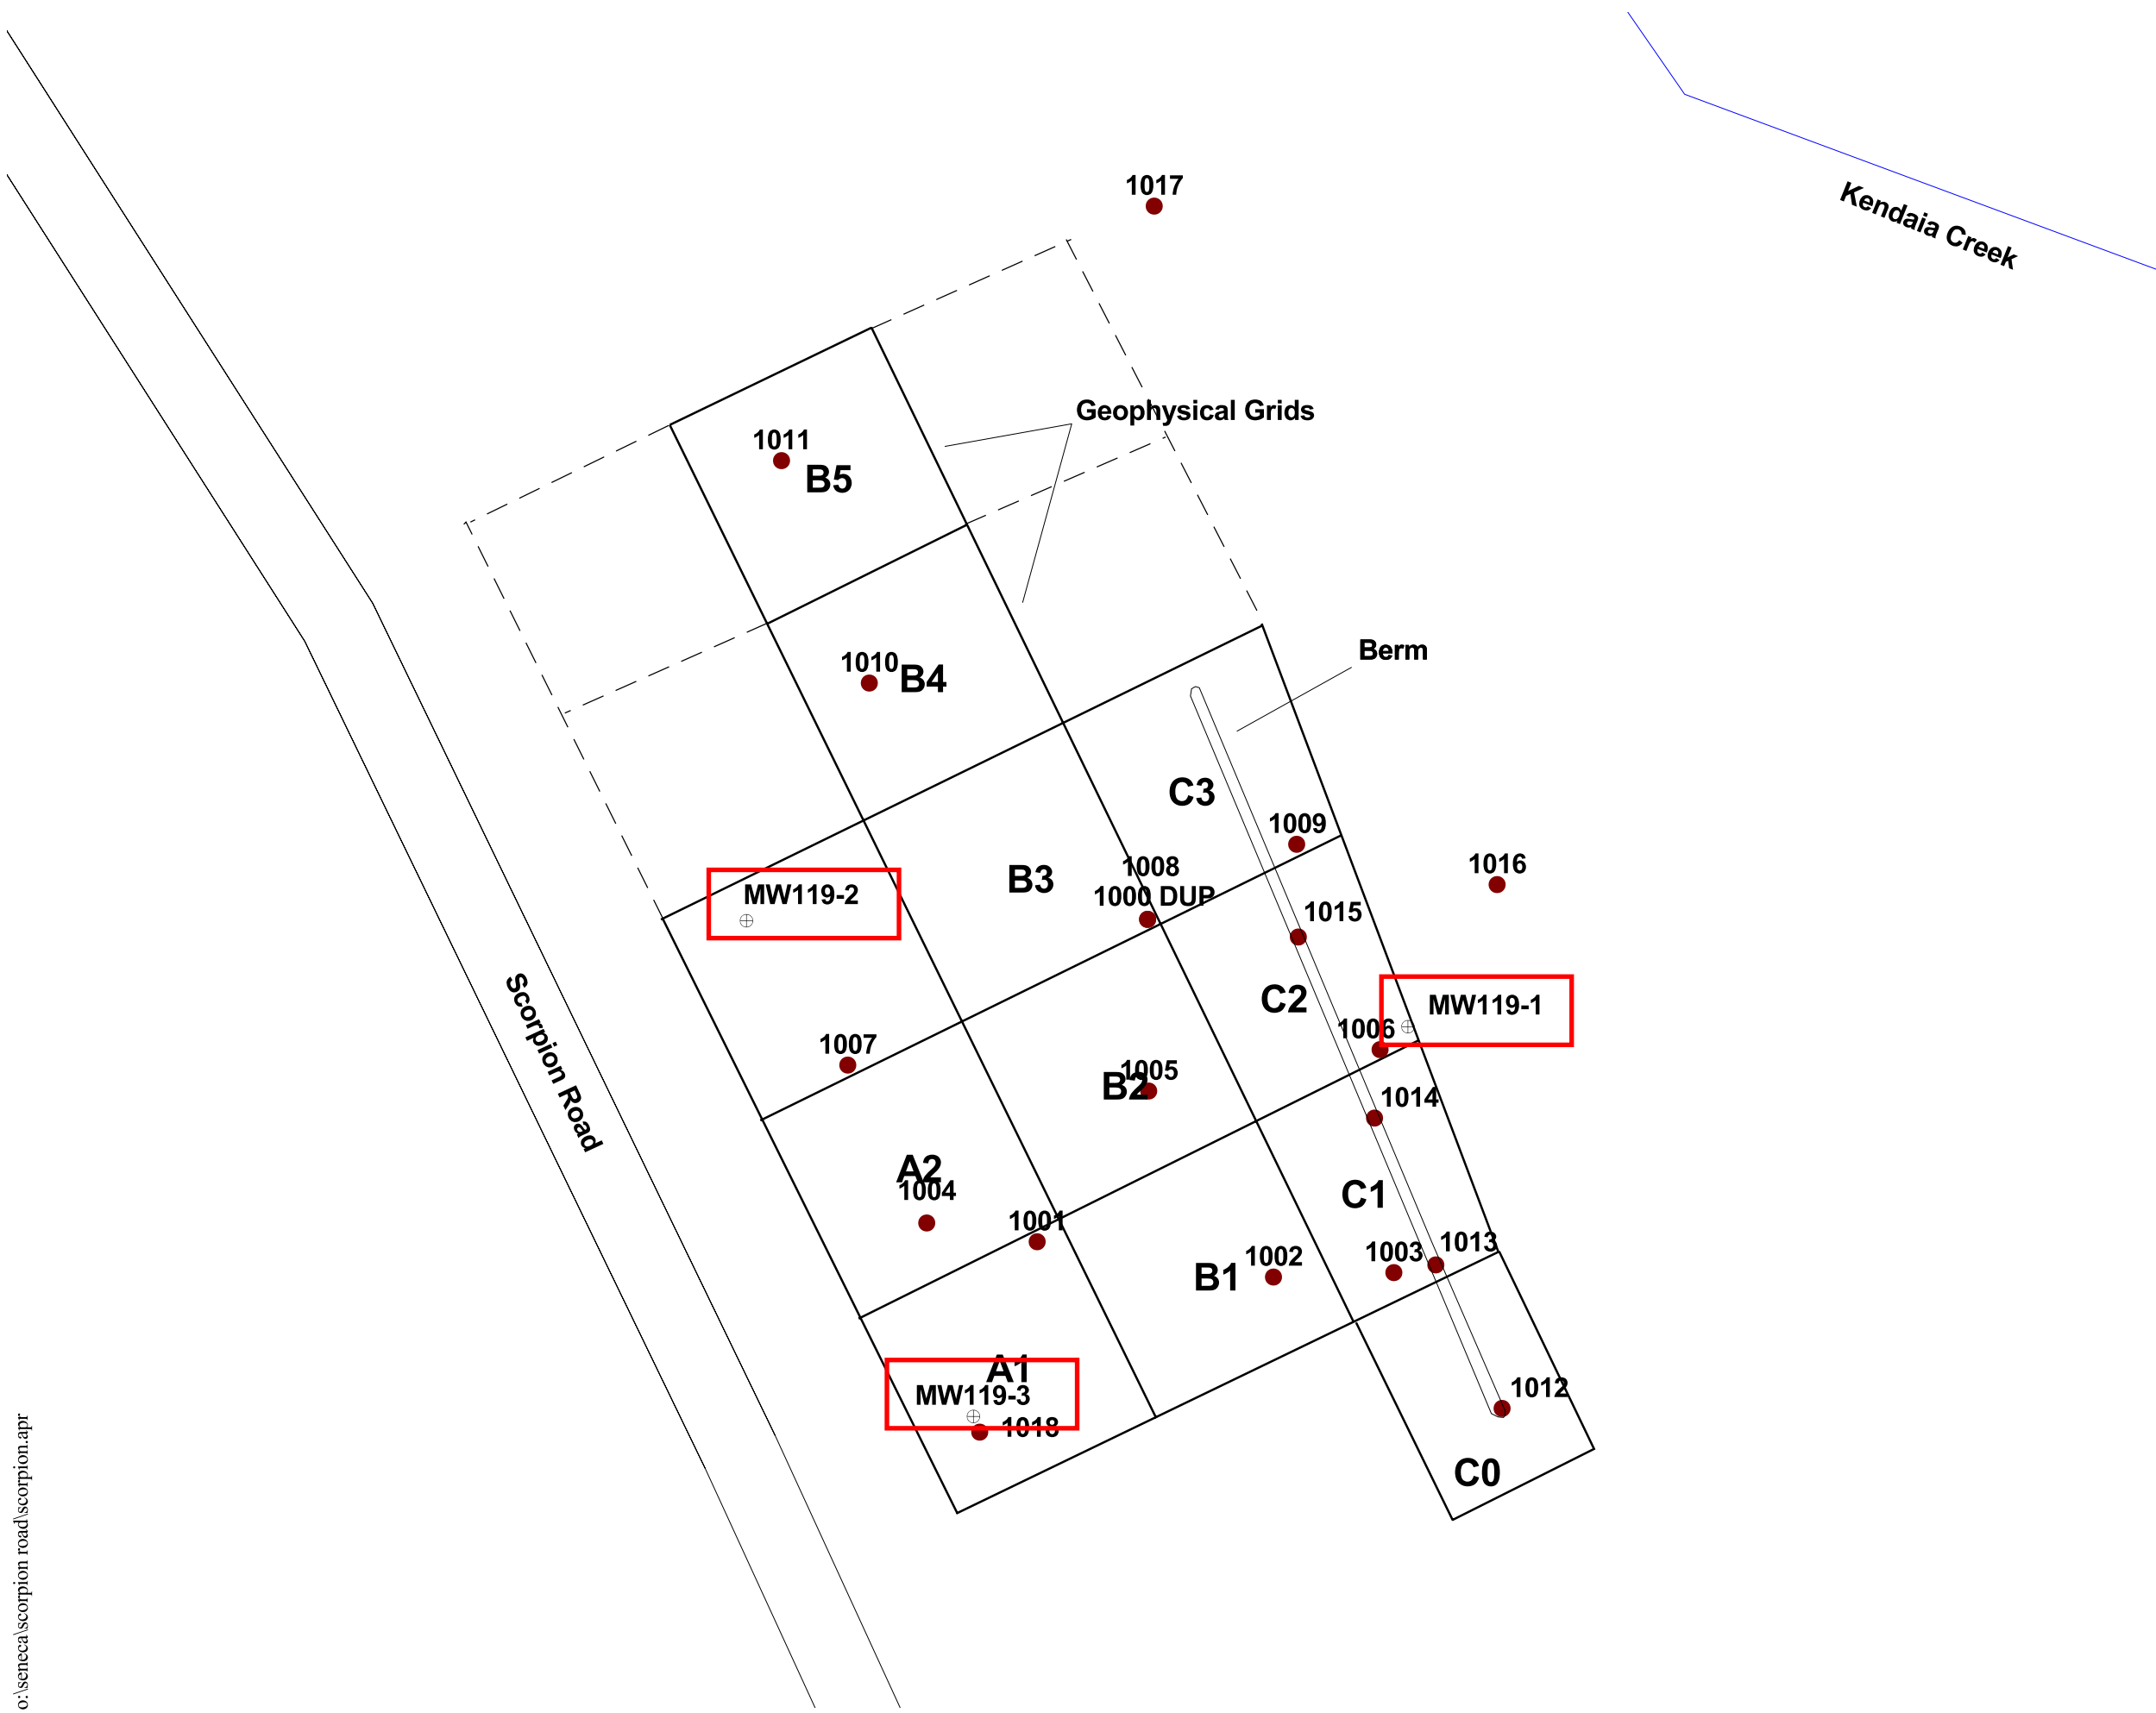 1017
Kendaia Creek
Geophysical Grids
1011
B5
Berm
1010
B4
C3
1009
1008
1000 DUP
B3
1016
MW119-2
1015
C2
MW119-1
1006
Scorpion Road
1007
1005
B2
1014
A2
1004
C1
1001
1013
1003
1002
B1
A1
MW119-3
1018
1012
C0
o:\seneca\scorpion road\scorpion.apr